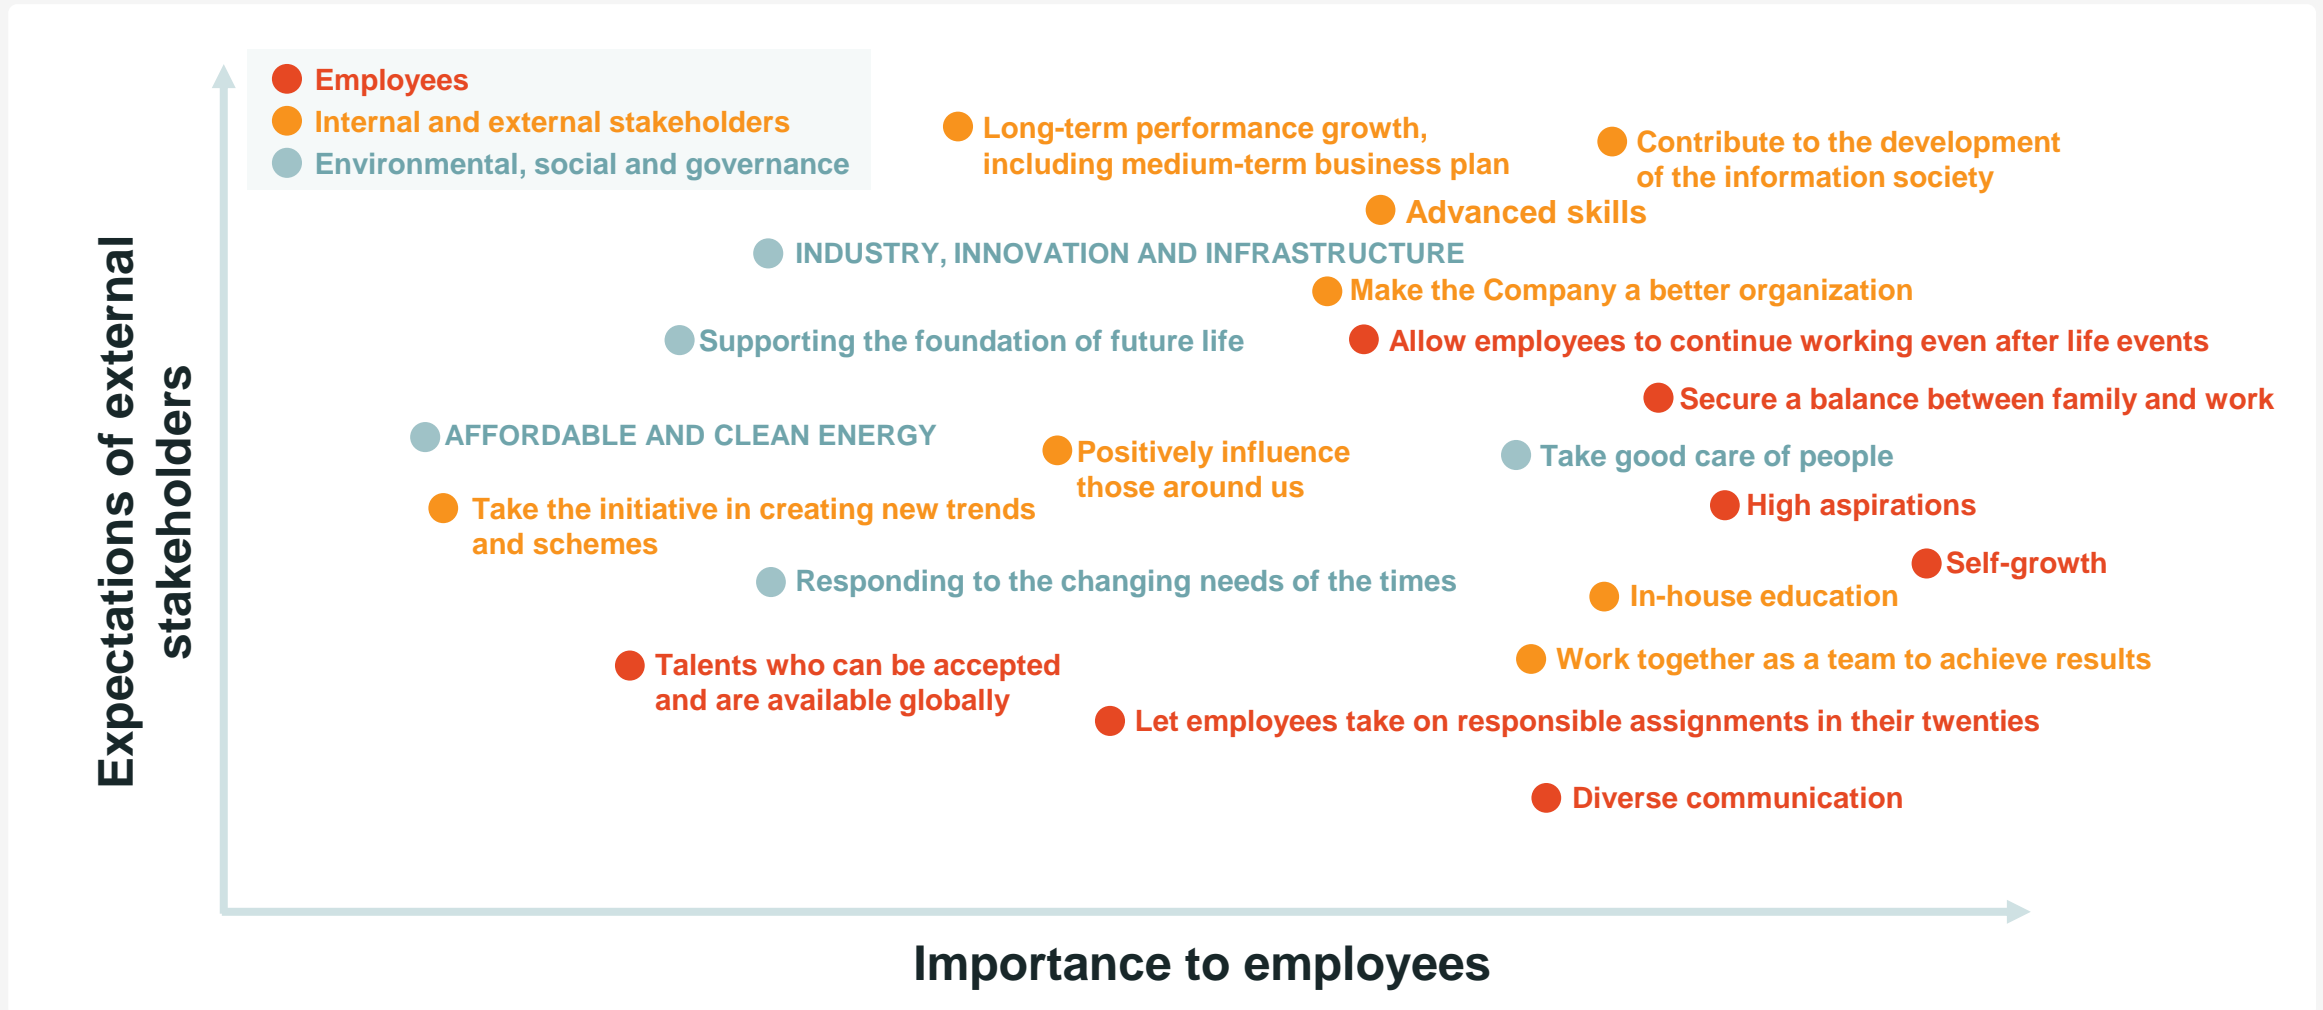 Employees
Internal and external stakeholders
Environmental, social and governance
Long-term performance growth,
including medium-term business plan
Contribute to the development
of the information society
Advanced skills
INDUSTRY, INNOVATION AND INFRASTRUCTURE
Make the Company a better organization
Supporting the foundation of future life
Allow employees to continue working even after life events
Secure a balance between family and work
AFFORDABLE AND CLEAN ENERGY
Positively influence
those around us
Take good care of people
Take the initiative in creating new trends
and schemes
High aspirations
Self-growth
Responding to the changing needs of the times
In-house education
Talents who can be accepted
and are available globally
Work together as a team to achieve results
Let employees take on responsible assignments in their twenties
Diverse communication
Expectations of external
stakeholders
Importance to employees